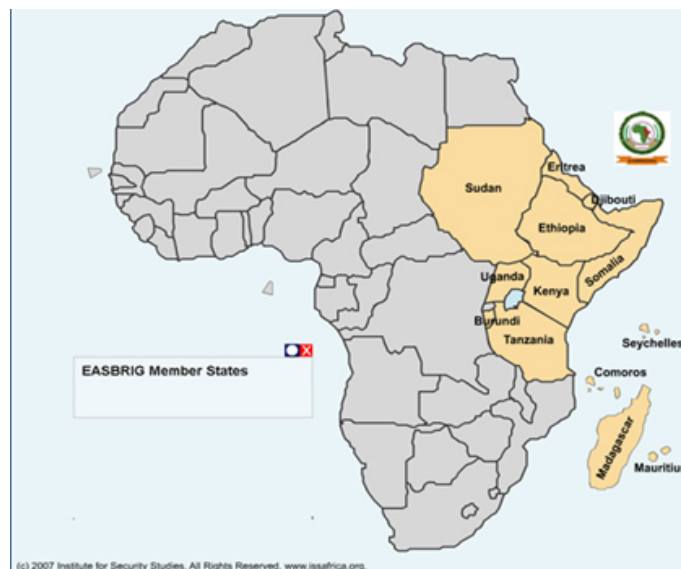 Sudan
Eritrea
Djibouti
Ethiopia
Somalia
Uganda
Kenya
Burundi
Tanzania
Seychelles
EASBRIG Member States
Comoros
Madagascar
Mauritiu
(c) 2007 Institute for Security Studies. All Rights Reserved. www.issafrica.org.